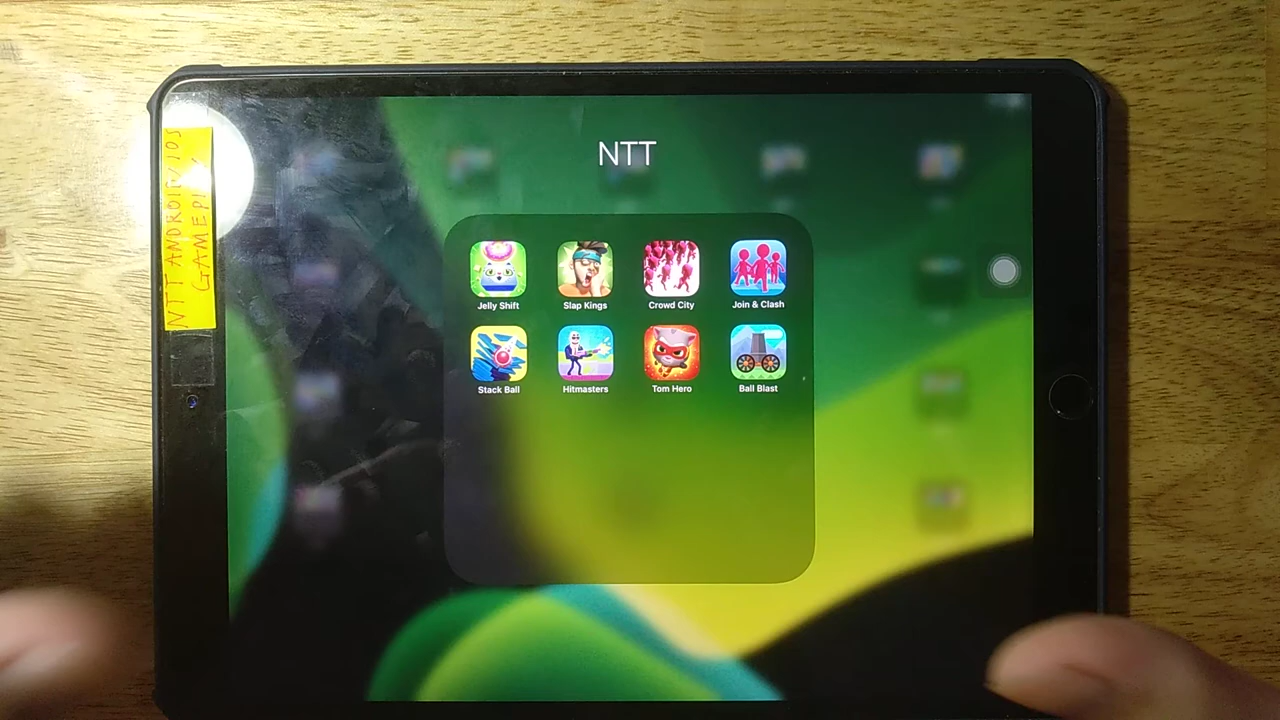 NTT ANDROID/IOS
GAMEPL
NTT
Jelly Shift
Slap Kings
Crowd City
Join & Clash
Stack Ball
Hitmasters
Tom Hero
Ball Blast